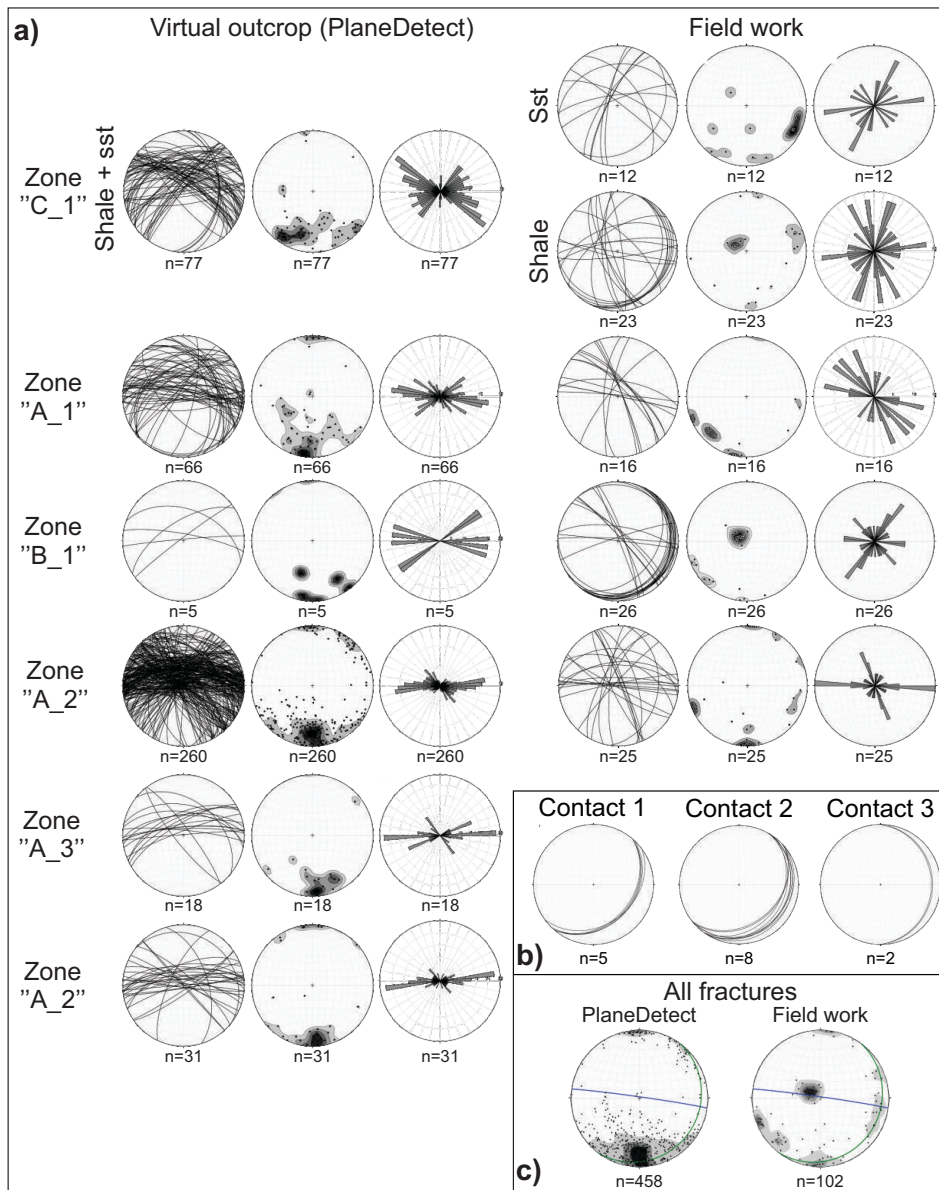 a)
Virtual outcrop (PlaneDetect)
Field work
Zone
"C_1"
Shale + sst
n=77
n=77
n=77
Sst
n=12
n=12
n=12
Shale
n=23
n=23
n=23
Zone
"A_1"
n=66
n=66
n=66
n=16
n=16
n=16
Zone
"B_1"
n=5
n=5
n=5
n=26
n=26
n=26
Zone
"A_2"
n=260
n=260
n=260
n=25
n=25
n=25
Zone
"A_3"
n=18
n=18
n=18
Zone
"A_2"
n=31
n=31
n=31
Contact 1
Contact 2
Contact 3
b)
n=5
n=8
n=2
All fractures
PlaneDetect
Field work
c)
n=458
n=102